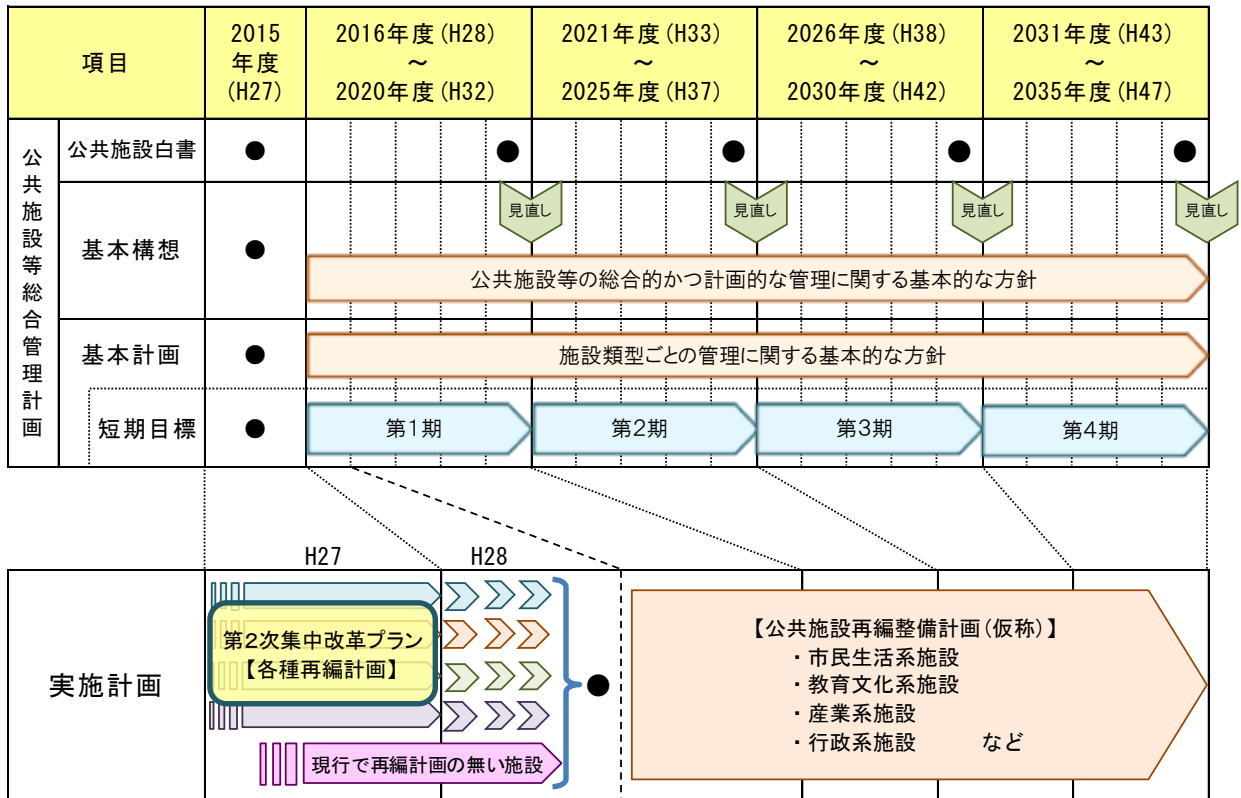 項目
2015
年度
(H27)
2016年度(H28)
～
2020年度(H32)
2021年度(H33)
～
2025年度(H37)
2026年度(H38)
～
2030年度(H42)
2031年度(H43)
～
2035年度(H47)
公共施設等総合管理計画
公共施設白書
●
●
●
●
●
基本構想
●
見直し
見直し
見直し
見直し
公共施設等の総合的かつ計画的な管理に関する基本的な方針
基本計画
●
施設類型ごとの管理に関する基本的な方針
短期目標
●
第1期
第2期
第3期
第4期
H27
H28
実施計画
第2次集中改革プラン
【各種再編計画】
現行で再編計画の無い施設
●
【公共施設再編整備計画(仮称)】
・市民生活系施設
・教育文化系施設
・産業系施設
・行政系施設　　など